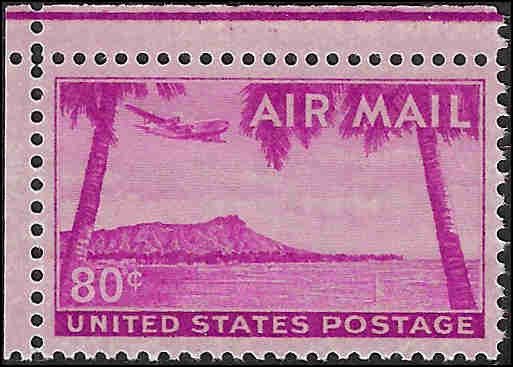 AIR MAIL
80¢
UNITED STATES POSTAGE